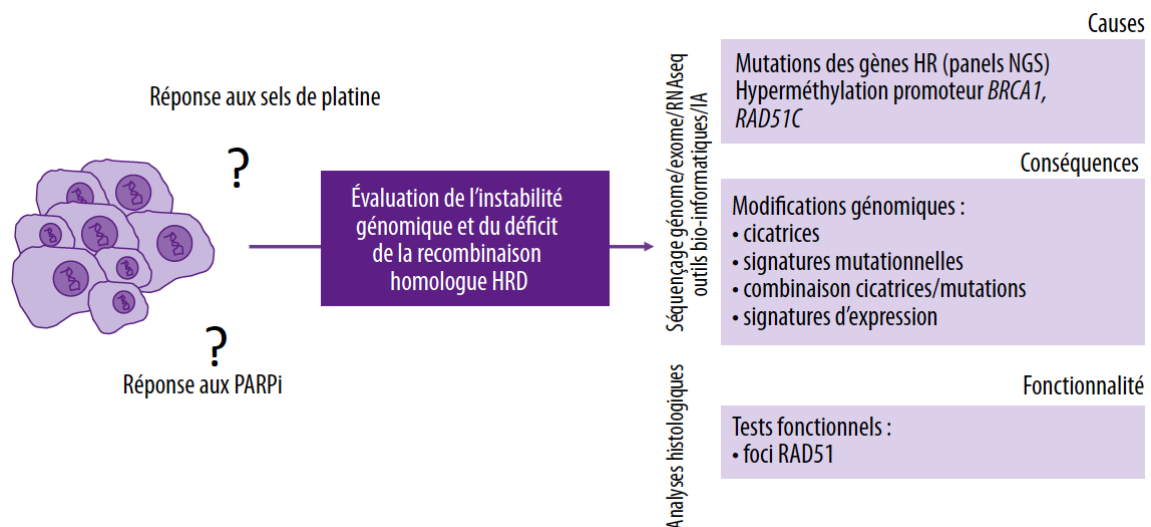 Réponse aux sels de platine
?
?
Réponse aux PARPi
Évaluation de l’instabilité
génomique et du déficit
de la recombinaison
homologue HRD
Séquençage génome/exome/RNAseq
outils bio-informatiques/IA
Causes
Mutations des gènes HR (panels NGS)
Hyperméthylation promoteur BRCA1,
RAD51C
Conséquences
Modifications génomiques :
• cicatrices
• signatures mutationnelles
• combinaison cicatrices/mutations
• signatures d’expression
Analyses histologiques
Fonctionnalité
Tests fonctionnels :
• foci RAD51